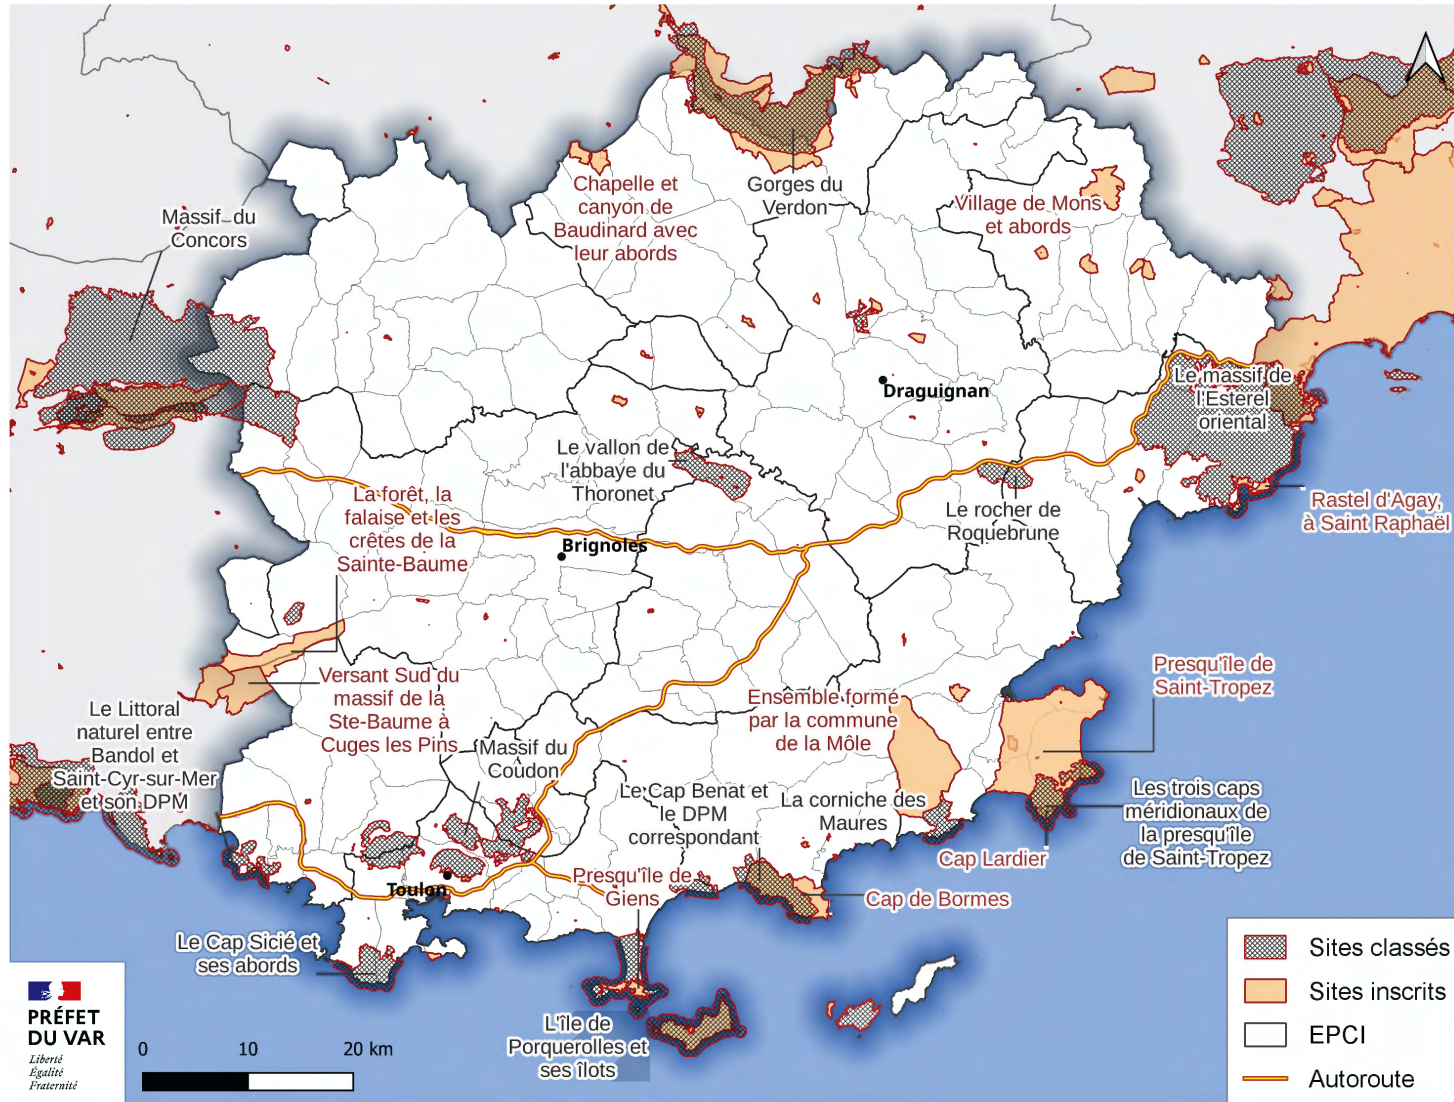 Massif du
Concors
Chapelle et
canyon de
Baudinard avec
leur abords
Gorges du
Verdon
Village de Mons
et abords
Le massif de
l'Esterel
oriental
Draguignan
Le vallon de
l'abbaye du
Thoronet
Le rocher de
Roquebrune
Rastel d'Agay,
à Saint Raphaël
La forêt, la
falaise et les
crêtes de la
Sainte-Baume
Brignoles
Versant Sud du
massif de la
Ste-Baume à
Cuges les Pins
Le Littoral
naturel entre
Bandol et
Saint-Cyr-sur-Mer
et son DPM
Massif du
Coudon
Ensemble formé
par la commune
de la Môle
Presqu'île de
Saint-Tropez
Le Cap Benat et
le DPM
correspondant
La corniche des
Maures
Les trois caps
méridionaux de
la presqu'île
de Saint-Tropez
Cap Lardier
Toulon
Presqu'île de
Giens
Cap de Bormes
Le Cap Sicié et
ses abords
L'île de
Porquerolles et
ses îlots
PRÉFET
DU VAR
Liberté
Égalité
Fraternité
0 10 20 km
Sites classés
Sites inscrits
EPCI
Autoroute